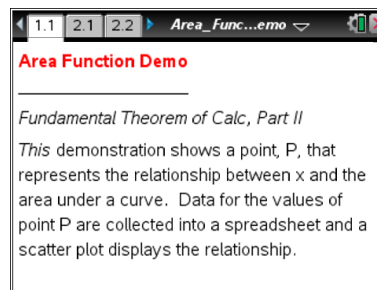 1.1 2.1 2.2 Area_Func...emo
Area Function Demo
Fundamental Theorem of Calc, Part II
This demonstration shows a point, P, that
represents the relationship between x and the
area under a curve. Data for the values of
point P are collected into a spreadsheet and a
scatter plot displays the relationship.